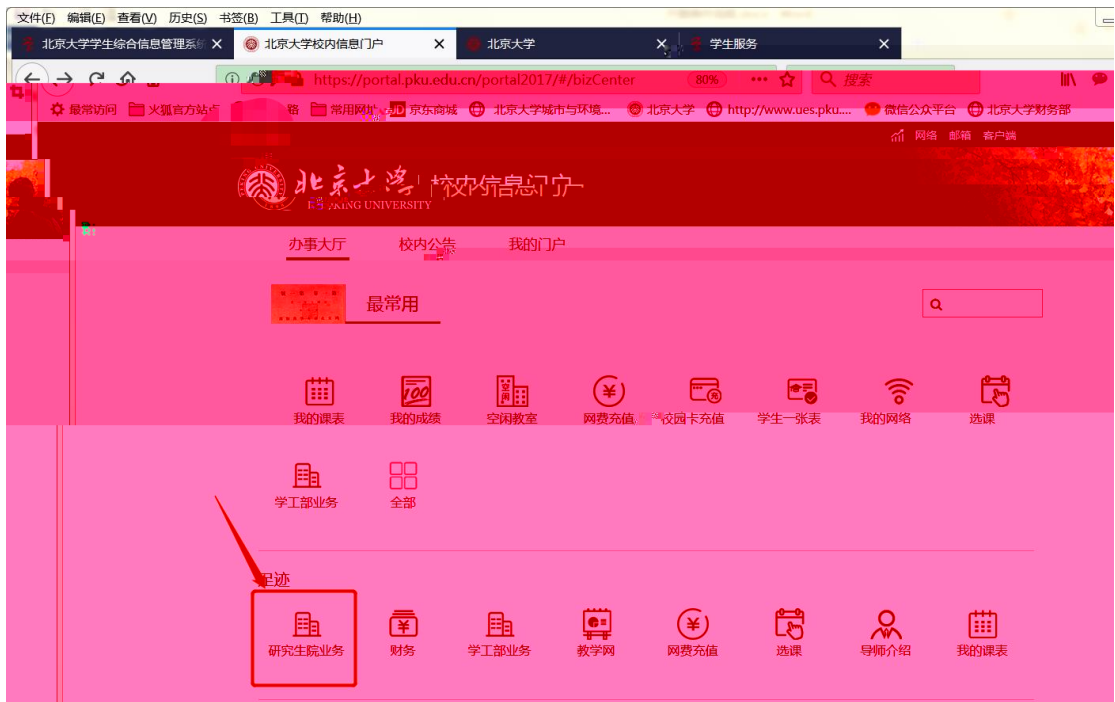 文件(F) 编辑(E) 查看(V) 历史(S) 书签(B) 工具(T) 帮助(H)
北京大学学生综合信息管理系统 北京大学校内信息门户 北京大学 学生服务
https://portal.pku.edu.cn/portal2017/#/bizCenter 80% 搜索
最常访问 火狐官方站点 常用网址 JD 京东商城 北京大学城市与环境... 北京大学 http://www.ues.pku.... 微信公众平台 北京大学财务部
网络 邮箱 客户端
北京大学 校内信息门户
PEKING UNIVERSITY
办事大厅 校内公告 我的门户
最常用
我的课表 我的成绩 空闲教室 网费充值 校园卡充值 学生一张表 我的网络 选课
学工部业务 全部
足迹
研究生院业务 财务 学工部业务 教学网 网费充值 选课 导师介绍 我的课表